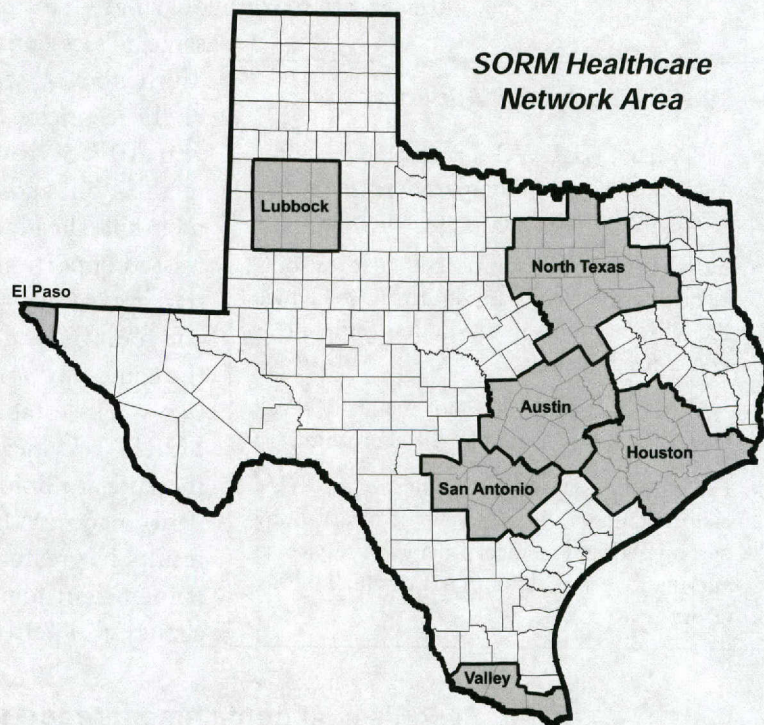 SORM Healthcare
Network Area
Lubbock
North Texas
El Paso
Austin
Houston
San Antonio
Valley